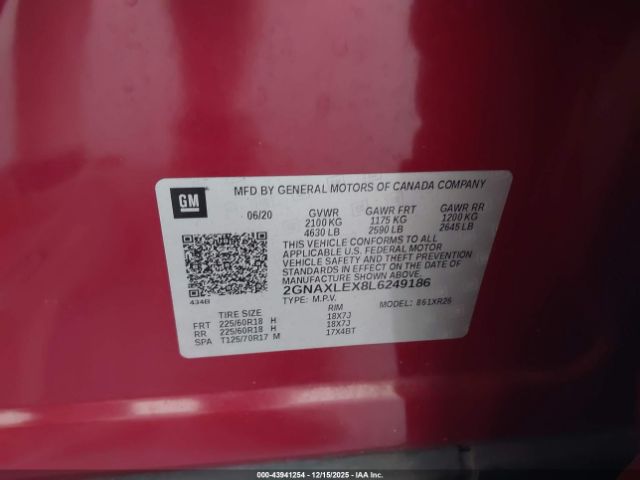 GM
MFD BY GENERAL MOTORS OF CANADA COMPANY
06/20 GVWR GAWR FRT GAWR RR
2100 KG 1175 KG 1200 KG
4630 LB 2590 LB 2645 LB
THIS VEHICLE CONFORMS TO ALL
APPLICABLE U.S. FEDERAL MOTOR
VEHICLE SAFETY AND THEFT PREVENTION
STANDARDS IN EFFECT ON THE DATE OF
MANUFACTURE SHOWN ABOVE.
2GNAXLEX8L6249186
434B
TYPE: M.P.V. MODEL: 861XR26
TIRE SIZE RIM
FRT 225/60R18 H 18X7J
RR 225/60R18 H 18X7J
SPA T125/70R17 M 17X4BT
000-43941254 | 12/15/2025 - IAA Inc.